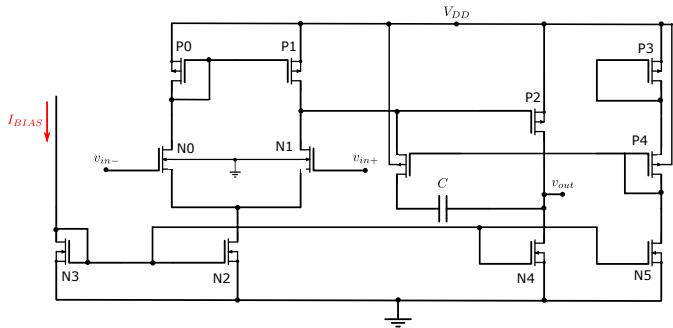 V_DD
P0
P1
P3
I_BIAS
P2
N0
N1
P4
v_in−
v_in+
C
v_out
N3
N2
N4
N5